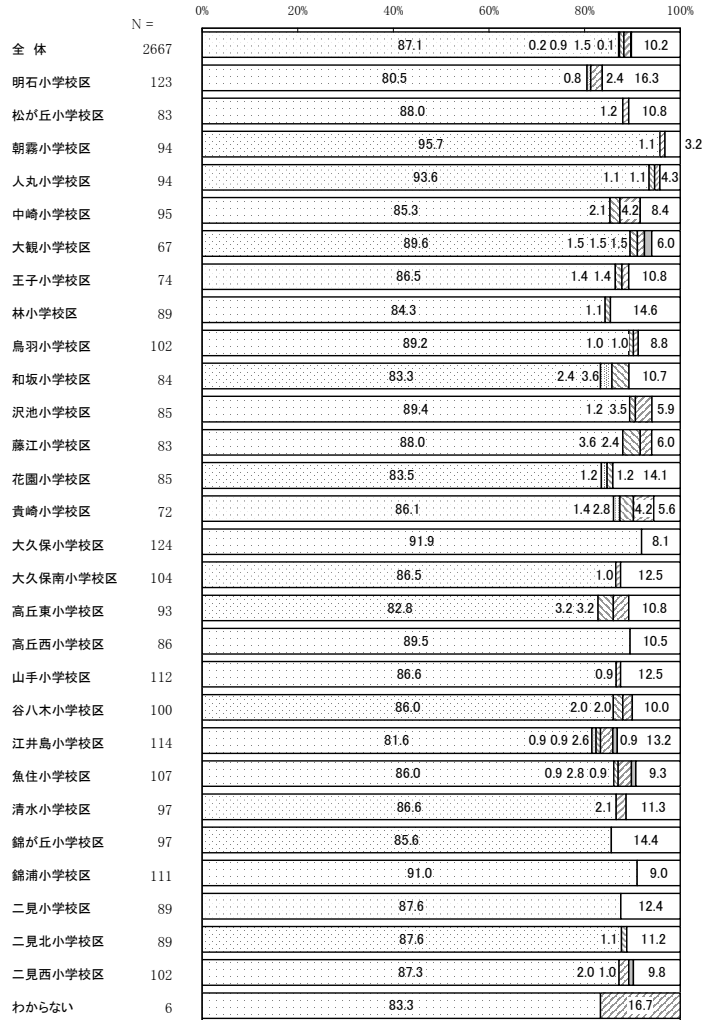 0% 20% 40% 60% 80% 100%
N =
全 体 2667 87.1 0.2 0.9 1.5 0.1 10.2
明石小学校区 123 80.5 0.8 2.4 16.3
松が丘小学校区 83 88.0 1.2 10.8
朝霧小学校区 94 95.7 1.1 3.2
人丸小学校区 94 93.6 1.1 1.1 4.3
中崎小学校区 95 85.3 2.1 4.2 8.4
大観小学校区 67 89.6 1.5 1.5 1.5 6.0
王子小学校区 74 86.5 1.4 1.4 10.8
林小学校区 89 84.3 1.1 14.6
鳥羽小学校区 102 89.2 1.0 1.0 8.8
和坂小学校区 84 83.3 2.4 3.6 10.7
沢池小学校区 85 89.4 1.2 3.5 5.9
藤江小学校区 83 88.0 3.6 2.4 6.0
花園小学校区 85 83.5 1.2 1.2 14.1
貴崎小学校区 72 86.1 1.4 2.8 4.2 5.6
大久保小学校区 124 91.9 8.1
大久保南小学校区 104 86.5 1.0 12.5
高丘東小学校区 93 82.8 3.2 3.2 10.8
高丘西小学校区 86 89.5 10.5
山手小学校区 112 86.6 0.9 12.5
谷八木小学校区 100 86.0 2.0 2.0 10.0
江井島小学校区 114 81.6 0.9 0.9 2.6 0.9 13.2
魚住小学校区 107 86.0 0.9 2.8 0.9 9.3
清水小学校区 97 86.6 2.1 11.3
錦が丘小学校区 97 85.6 14.4
錦浦小学校区 111 91.0 9.0
二見小学校区 89 87.6 12.4
二見北小学校区 89 87.6 1.1 11.2
二見西小学校区 102 87.3 2.0 1.0 9.8
わからない 6 83.3 16.7